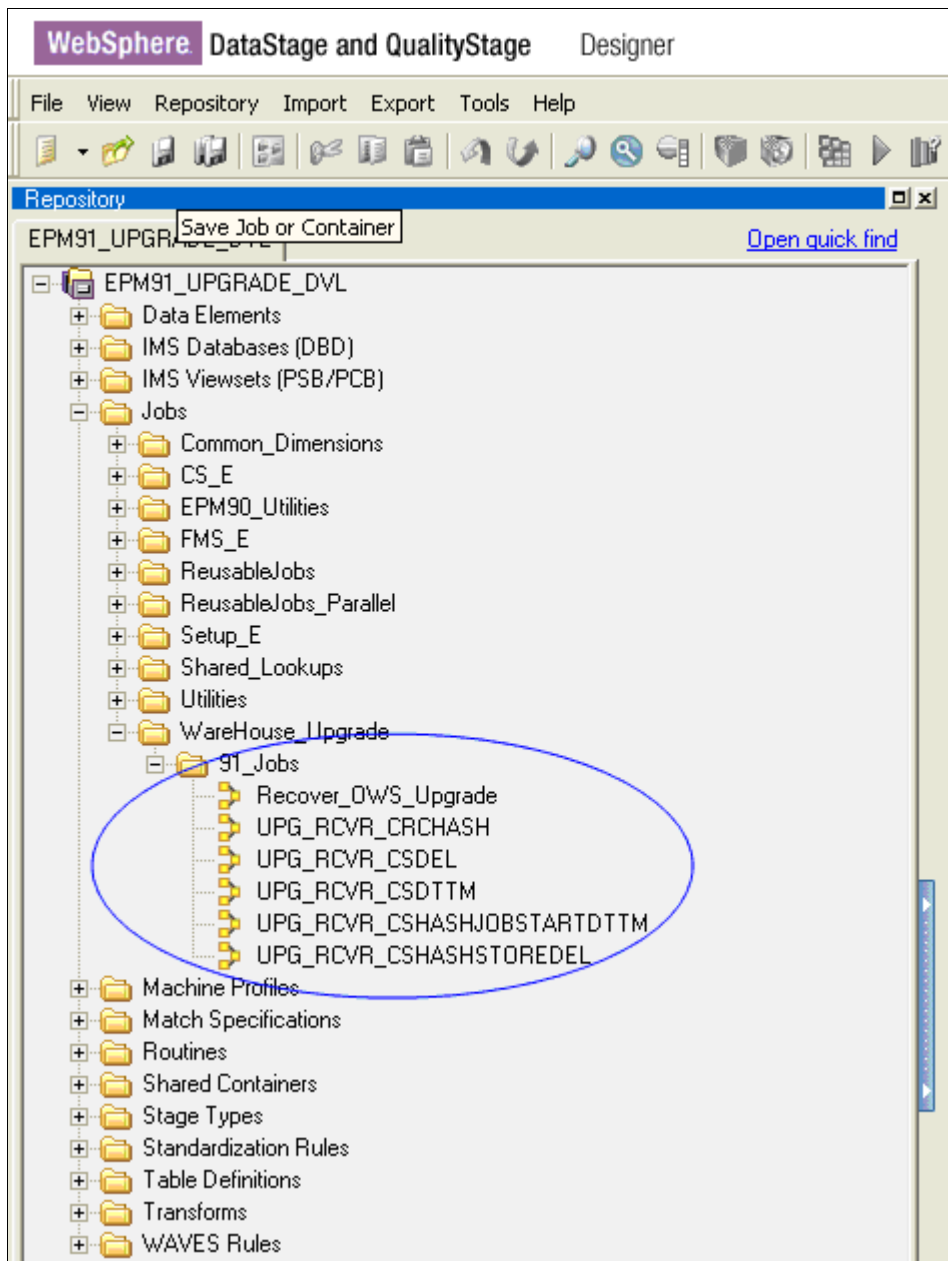 WebSphere. DataStage and QualityStage Designer
File View Repository Import Export Tools Help
Repository
Save Job or Container
EPM91_UPGRADE_DVL Open quick find
EPM91_UPGRADE_DVL
Data Elements
IMS Databases (DBD)
IMS Viewsets (PSB/PCB)
Jobs
Common_Dimensions
CS_E
EPM90_Utilities
FMS_E
ReusableJobs
ReusableJobs_Parallel
Setup_E
Shared_Lookups
Utilities
WareHouse_Upgrade
91_Jobs
Recover_OWS_Upgrade
UPG_RCVR_CRCHASH
UPG_RCVR_CSDEL
UPG_RCVR_CSDTTM
UPG_RCVR_CSHASHJOBSTARTDTTM
UPG_RCVR_CSHASHSTOREDEL
Machine Profiles
Match Specifications
Routines
Shared Containers
Stage Types
Standardization Rules
Table Definitions
Transforms
WAVES Rules